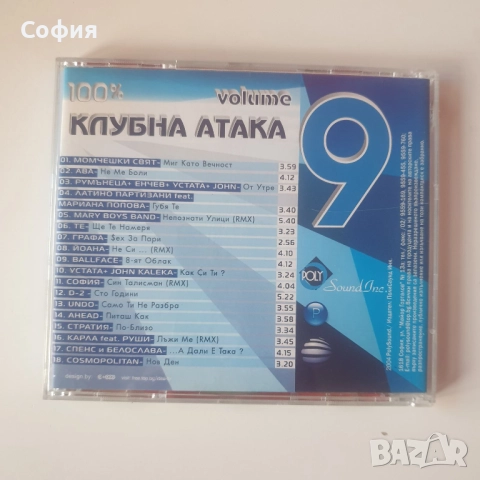 София
100%
volume
КЛУБНА АТАКА
9
01. МОМЧЕШКИ СВЯТ- Миг Като Вечност 3.59
02. АВА- Не Ме Боли 4.12
03. РУМЪНЕЦА+ ЕНЧЕВ+ УСТАТА+ JOHN- От Утре 3.43
04. ЛАТИНО ПАРТИЗАНИ feat.
МАРИАНА ПОПОВА- Губя Те 3.40
05. MARY BOYS BAND- Непознати Улици (RMX) 5.40
06. ТЕ- Ще Те Намеря 3.23
07. ГРАФА- $ех За Пари 2.56
08. ЙОАНА- Не Си ... (RMX) 4.10
09. BALLFACE- В-ят Облак 4.12
10. УСТАТА+ JOHN KALEKA- Как Си Ти ? 3.24
11. СОФИЯ- Син Талисман (RMX) 4.04
12. D-2- Сто Години 5.55
13. UNDO- Само Ти Не Разбра 3.58
14. AHEAD- Питаш Как 3.34
15. СТРАТИЯ- По-Близо 3.58
16. КАРЛА feat. РУШИ- Лъжи Ме (RMX) 3.45
17. СПЕНС и БЕЛОСЛАВА- ...А Дали Е Така ? 4.15
18. COSMOPOLITAN- Нов Ден 3.20
POLY
Sound Inc.
design by:
BAZAR